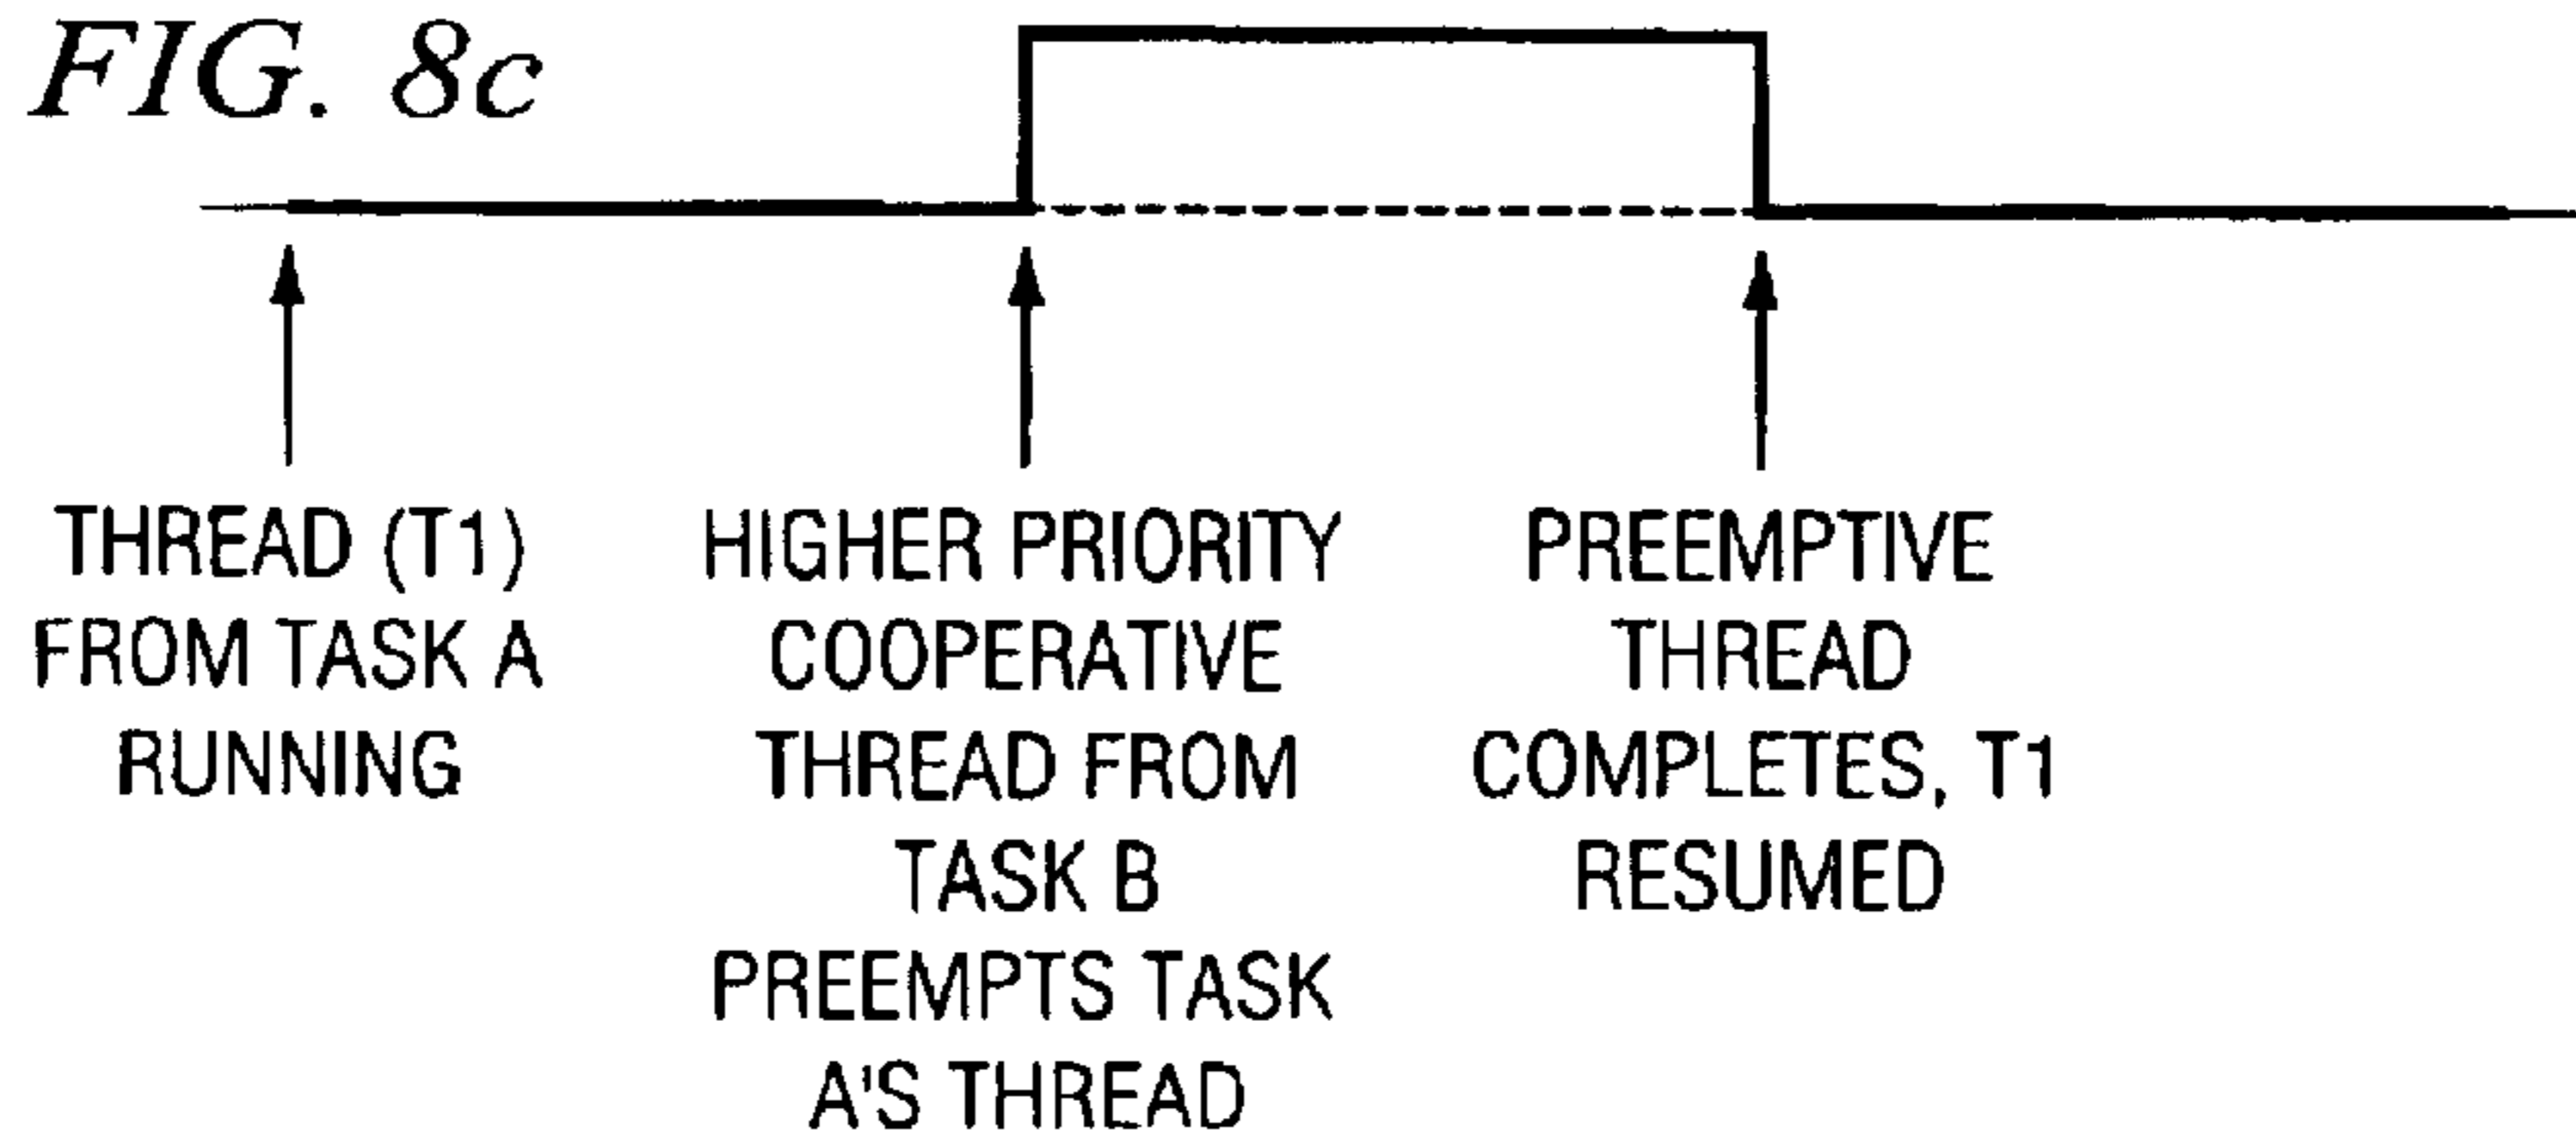 FIG. 8c
THREAD (T1)
FROM TASK A
RUNNING
HIGHER PRIORITY
COOPERATIVE
THREAD FROM
TASK B
PREEMPTS TASK
A'S THREAD
PREEMPTIVE
THREAD
COMPLETES, T1
RESUMED